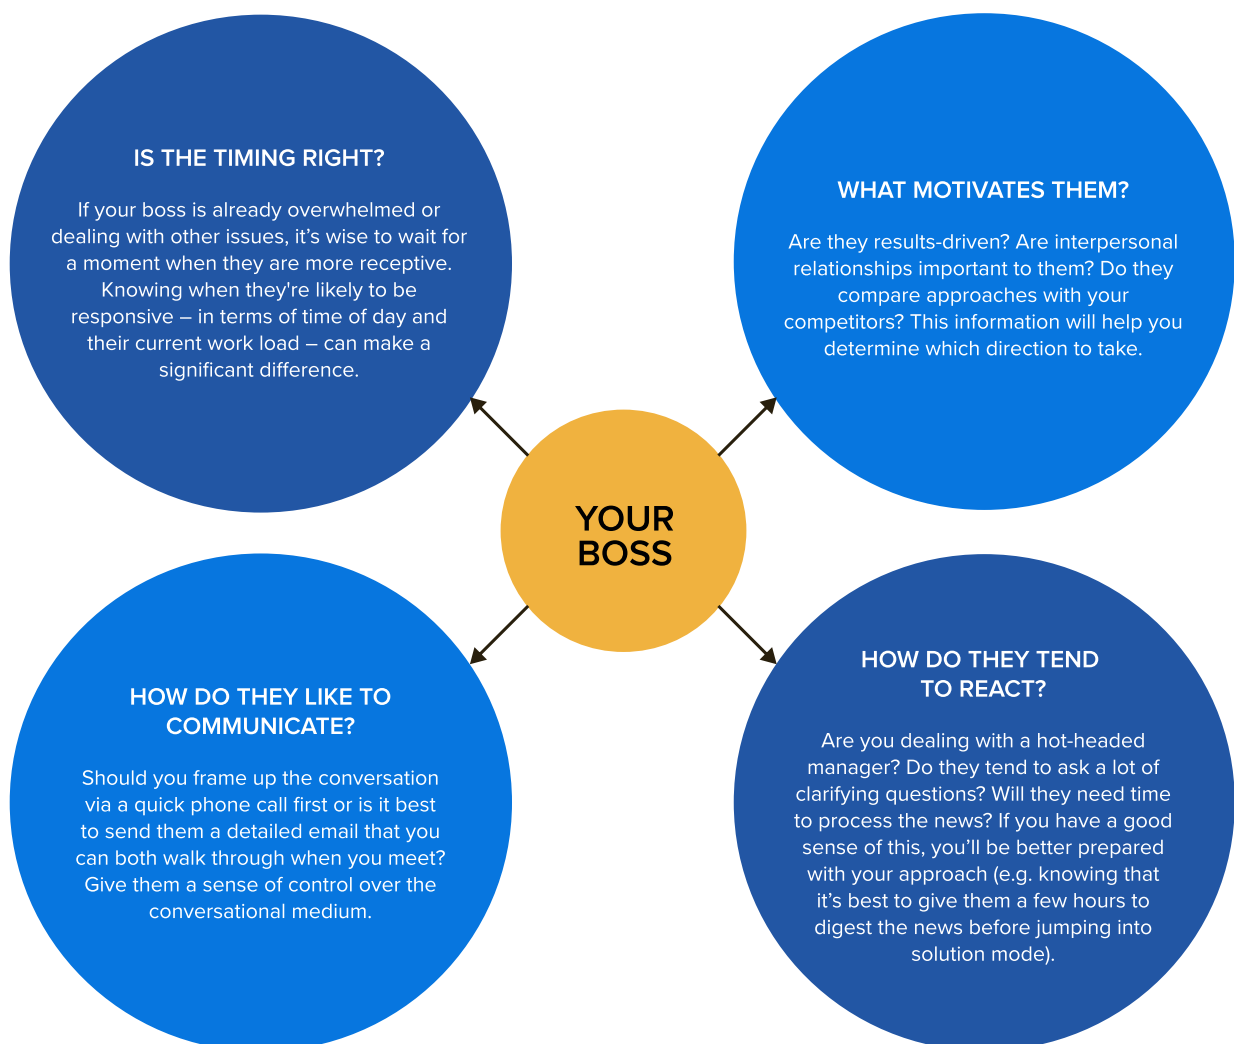 IS THE TIMING RIGHT?
If your boss is already overwhelmed or
dealing with other issues, it’s wise to wait for
a moment when they are more receptive.
Knowing when they're likely to be
responsive – in terms of time of day and
their current work load – can make a
significant difference.
WHAT MOTIVATES THEM?
Are they results-driven? Are interpersonal
relationships important to them? Do they
compare approaches with your
competitors? This information will help you
determine which direction to take.
YOUR
BOSS
HOW DO THEY LIKE TO
COMMUNICATE?
Should you frame up the conversation
via a quick phone call first or is it best
to send them a detailed email that you
can both walk through when you meet?
Give them a sense of control over the
conversational medium.
HOW DO THEY TEND
TO REACT?
Are you dealing with a hot-headed
manager? Do they tend to ask a lot of
clarifying questions? Will they need time
to process the news? If you have a good
sense of this, you’ll be better prepared
with your approach (e.g. knowing that
it’s best to give them a few hours to
digest the news before jumping into
solution mode).